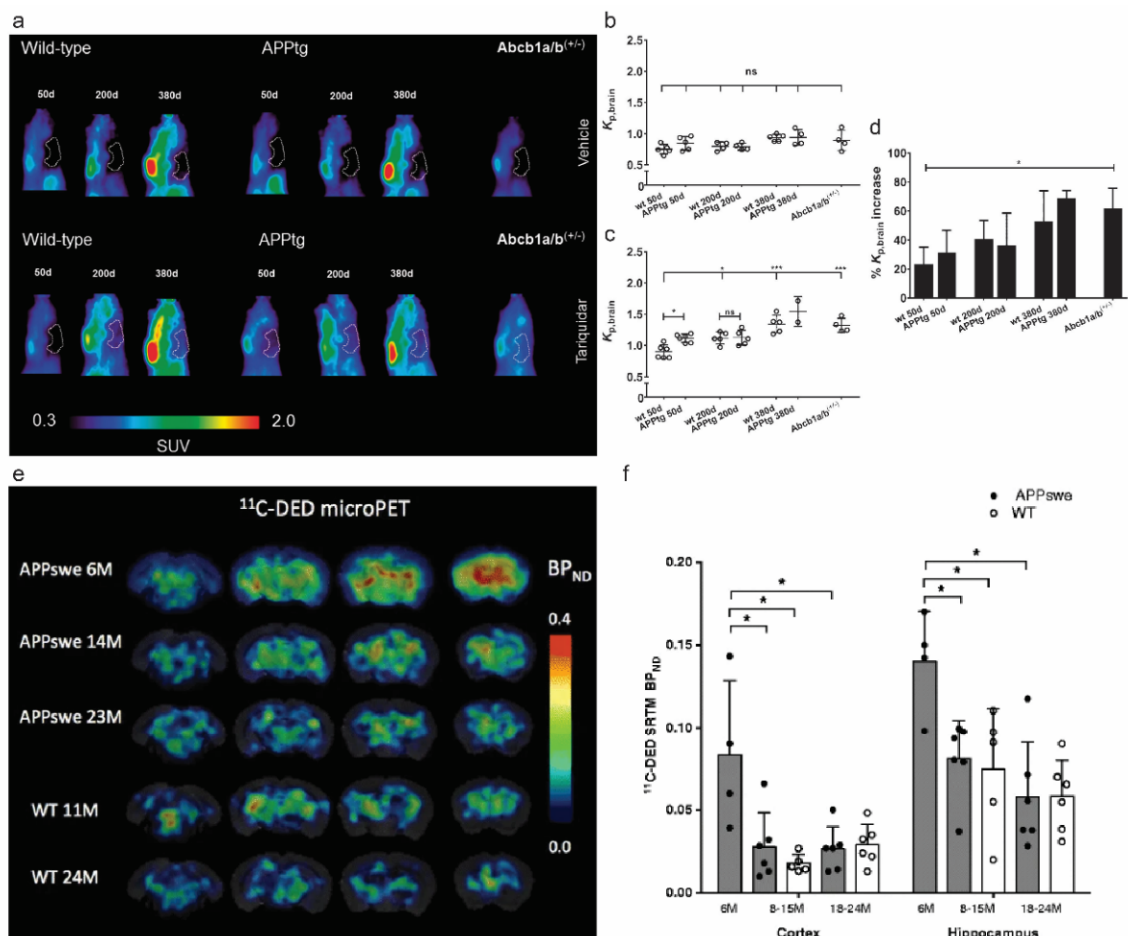 a
Wild-type APPtg Abcb1a/b(+/-)
50d 200d 380d 50d 200d 380d
Vehicle
Wild-type APPtg Abcb1a/b(+/-)
50d 200d 380d 50d 200d 380d
Tariquidar
0.3 2.0
SUV
b
Kp,brain
2.5
2.0
1.5
1.0
0.5
0
ns
wt 50d
APPtg 50d
wt 200d
APPtg 200d
wt 380d
APPtg 380d
Abcb1a/b(+/-)
c
Kp,brain
2.5
2.0
1.5
1.0
0.5
0
* *** ***
* ns
wt 50d
APPtg 50d
wt 200d
APPtg 200d
wt 380d
APPtg 380d
Abcb1a/b(+/-)
d
% Kp,brain increase
100
80
60
40
20
0
*
wt 50d
APPtg 50d
wt 200d
APPtg 200d
wt 380d
APPtg 380d
Abcb1a/b(+/-)
e
11C-DED microPET
APPswe 6M
APPswe 14M
APPswe 23M
WT 11M
WT 24M
BPND
0.4
0.0
f
● APPswe
○ WT
11C-DED SRTM BPND
0.20
0.15
0.10
0.05
0.00
* * *
* * *
6M 8-15M 18-24M 6M 8-15M 18-24M
Cortex Hippocampus